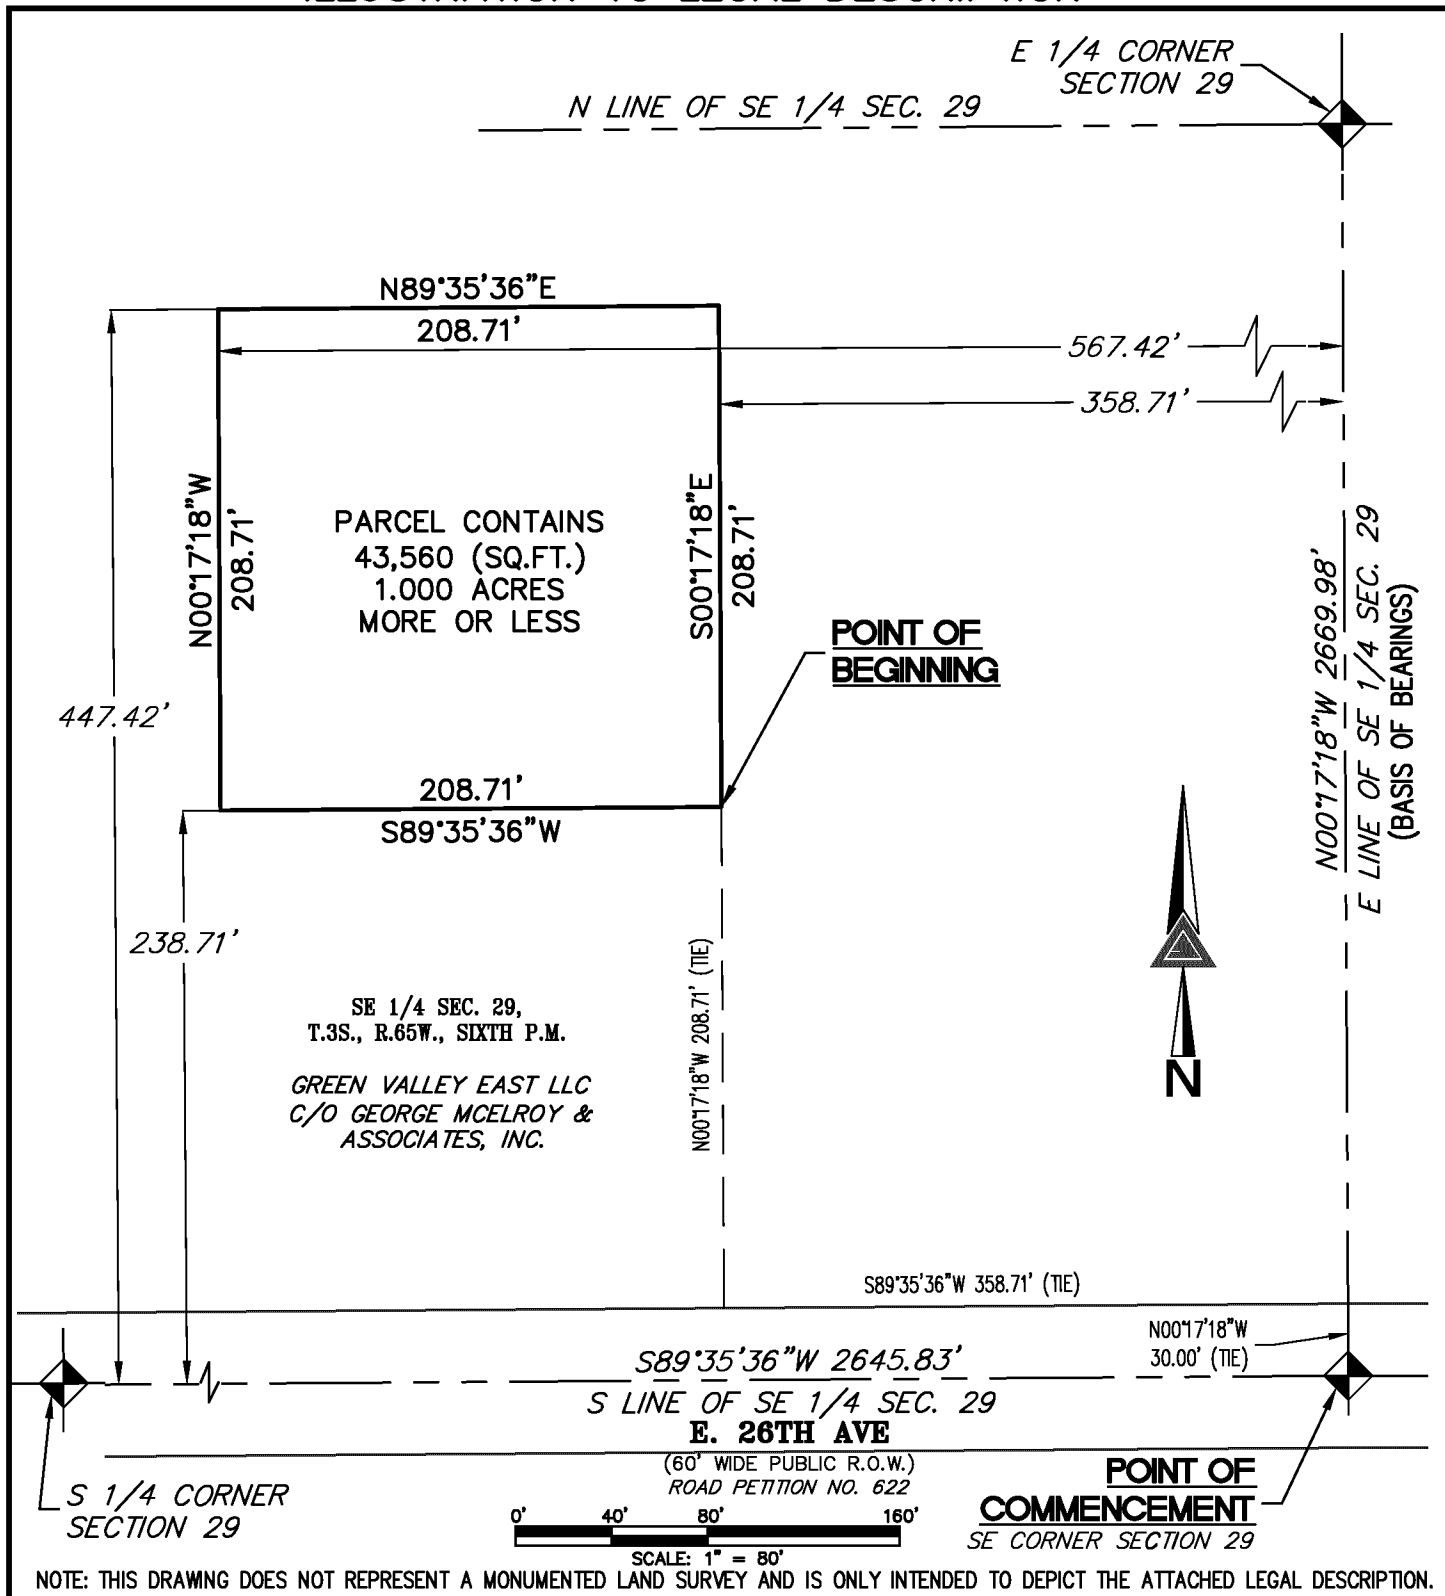 E 1/4 CORNER
SECTION 29
N LINE OF SE 1/4 SEC. 29
N89°35'36"E
208.71'
567.42'
358.71'
N00°17'18"W
208.71'
PARCEL CONTAINS
43,560 (SQ.FT.)
1.000 ACRES
MORE OR LESS
S00°17'18"E
208.71'
POINT OF
BEGINNING
N00°17'18"W 2669.98'
E LINE OF SE 1/4 SEC. 29
(BASIS OF BEARINGS)
447.42'
208.71'
S89°35'36"W
238.71'
N00°17'18"W 208.71' (TIE)
SE 1/4 SEC. 29,
T.3S., R.65W., SIXTH P.M.
GREEN VALLEY EAST LLC
C/O GEORGE MCELROY &
ASSOCIATES, INC.
N
S89°35'36"W 358.71' (TIE)
N00°17'18"W
30.00' (TIE)
S89°35'36"W 2645.83'
S LINE OF SE 1/4 SEC. 29
E. 26TH AVE
(60' WIDE PUBLIC R.O.W.)
ROAD PETITION NO. 622
S 1/4 CORNER
SECTION 29
POINT OF
COMMENCEMENT
SE CORNER SECTION 29
0' 40' 80' 160'
SCALE: 1" = 80'
NOTE: THIS DRAWING DOES NOT REPRESENT A MONUMENTED LAND SURVEY AND IS ONLY INTENDED TO DEPICT THE ATTACHED LEGAL DESCRIPTION.